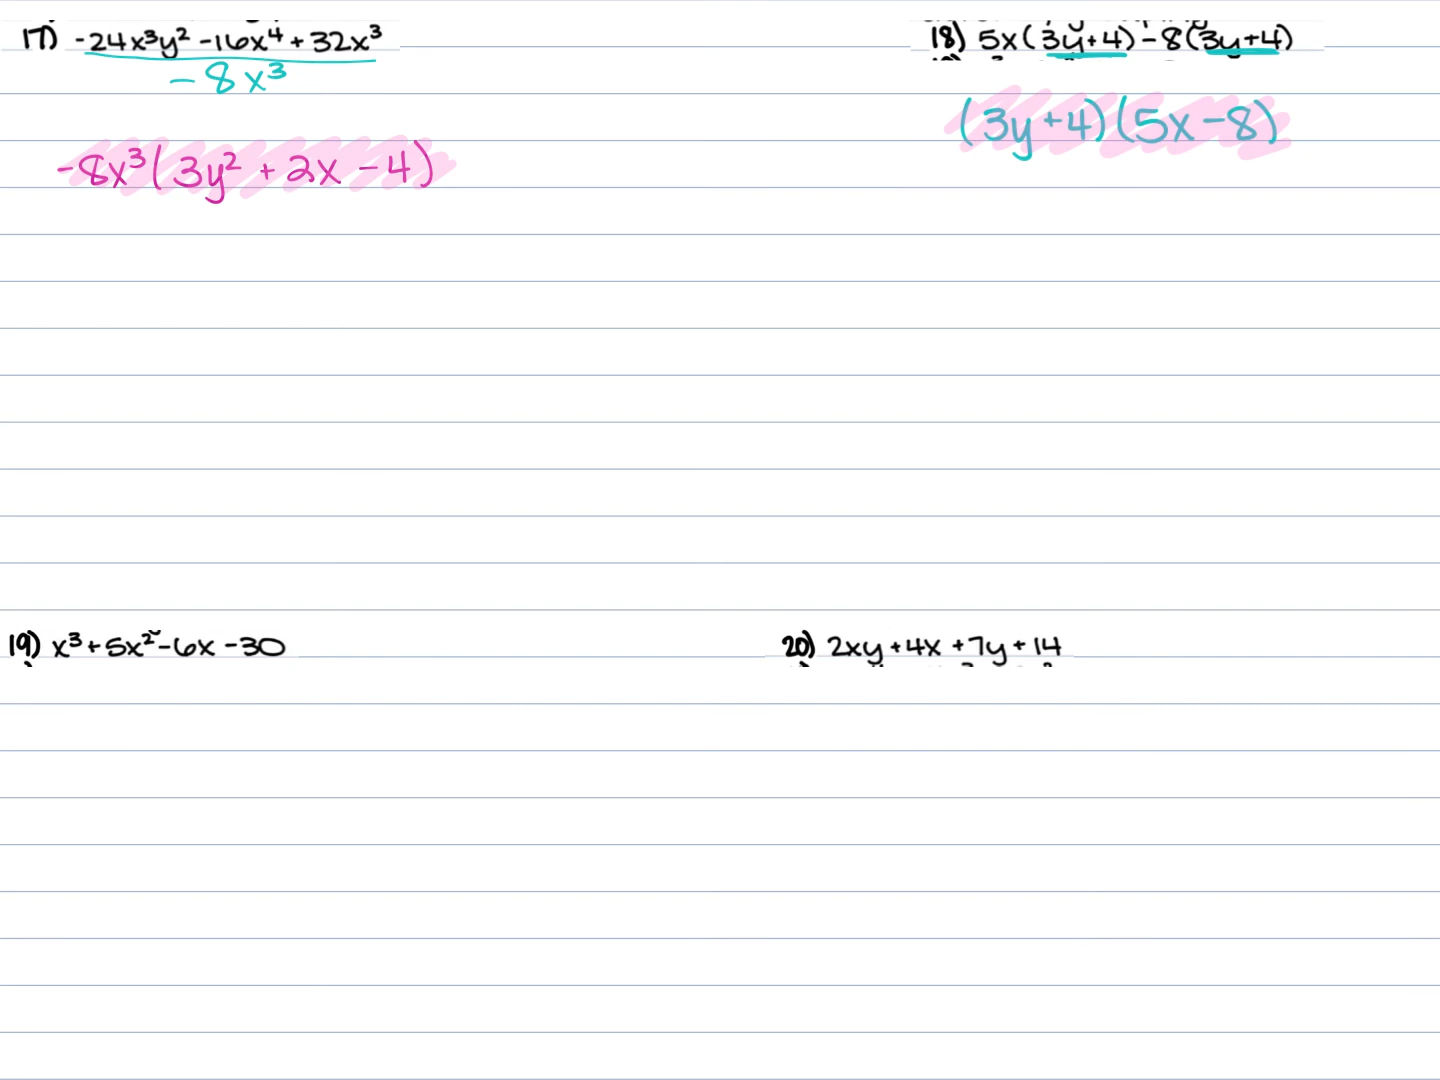 17) -24x³y² -16x⁴ + 32x³
-8x³
-8x³(3y² + 2x - 4)
18) 5x(3y+4) - 8(3y+4)
(3y+4)(5x-8)
19) x³ + 5x² - 6x - 30
20) 2xy + 4x + 7y + 14